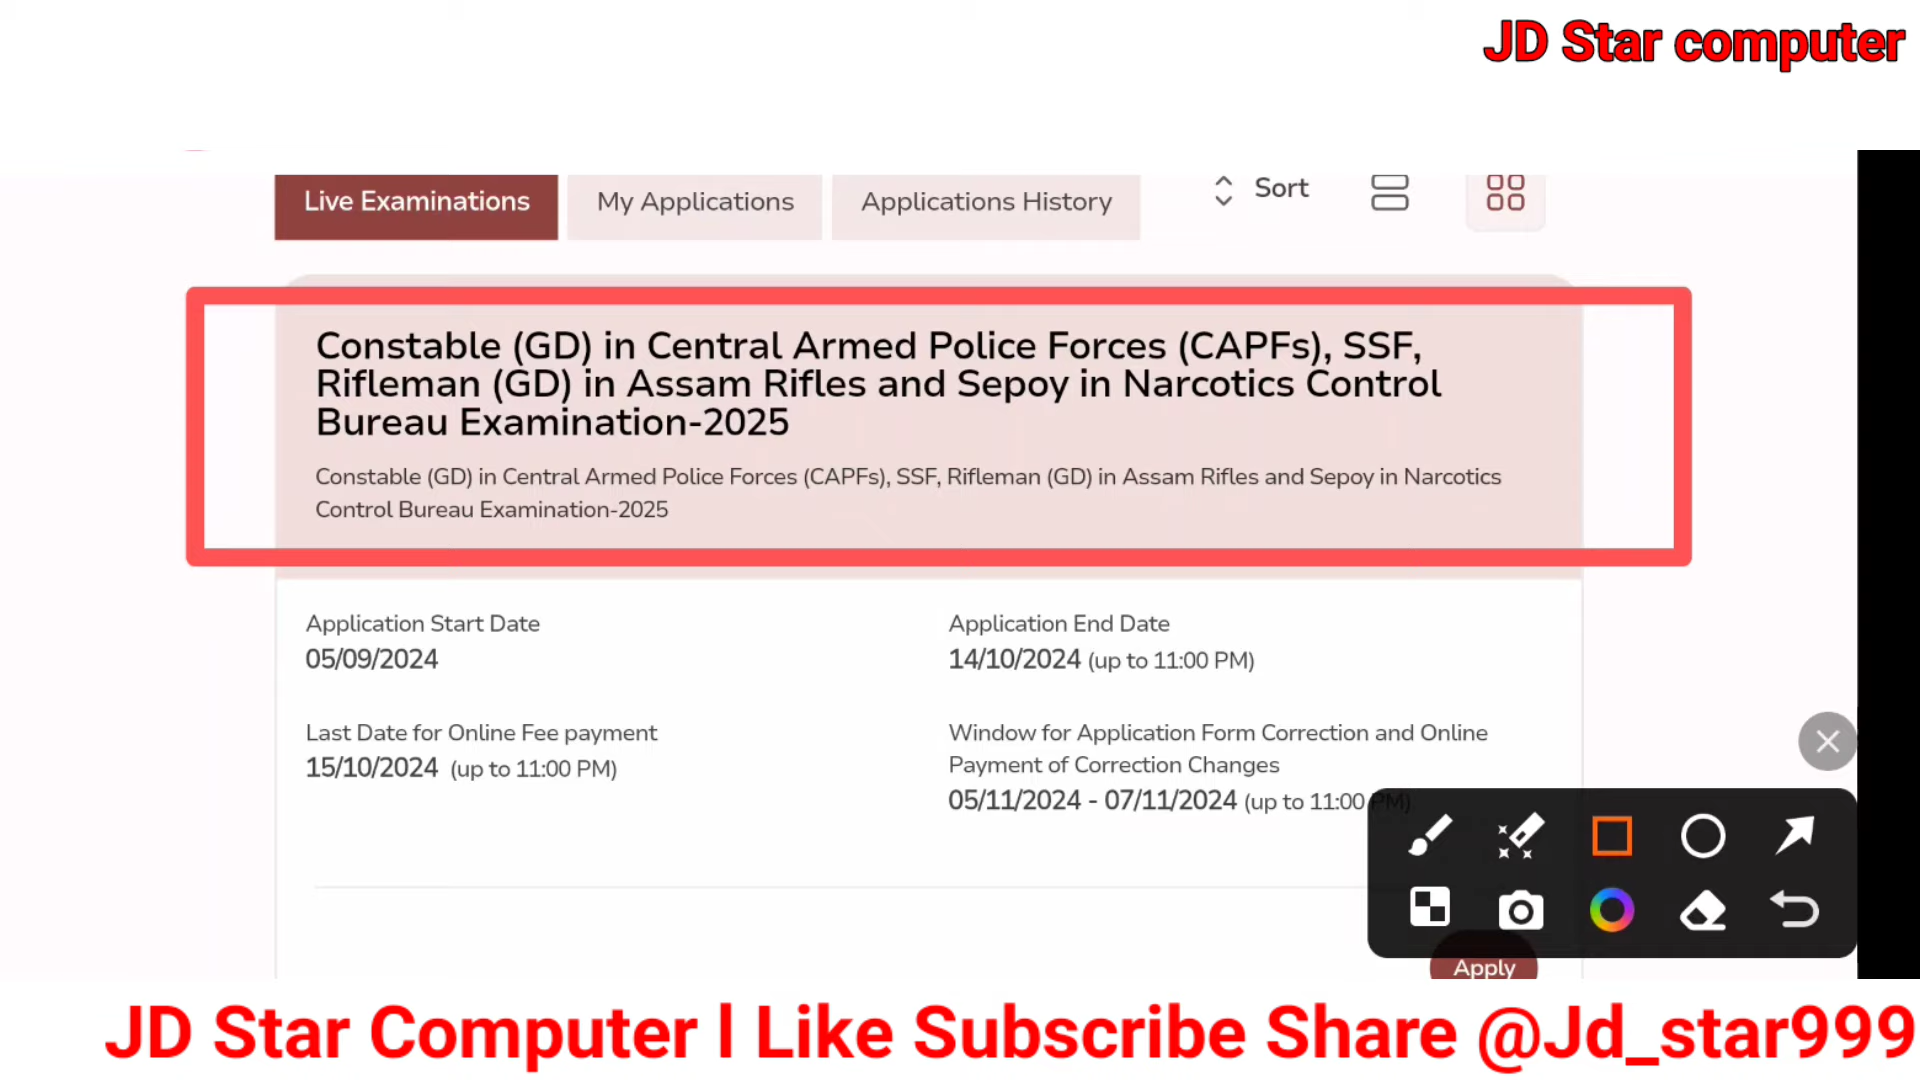 JD Star computer
Live Examinations
My Applications
Applications History
Sort
Constable (GD) in Central Armed Police Forces (CAPFs), SSF,
Rifleman (GD) in Assam Rifles and Sepoy in Narcotics Control
Bureau Examination-2025
Constable (GD) in Central Armed Police Forces (CAPFs), SSF, Rifleman (GD) in Assam Rifles and Sepoy in Narcotics
Control Bureau Examination-2025
Application Start Date
05/09/2024
Application End Date
14/10/2024 (up to 11:00 PM)
Last Date for Online Fee payment
15/10/2024 (up to 11:00 PM)
Window for Application Form Correction and Online
Payment of Correction Changes
05/11/2024 - 07/11/2024 (up to 11:00 PM)
Apply
JD Star Computer l Like Subscribe Share @Jd_star999